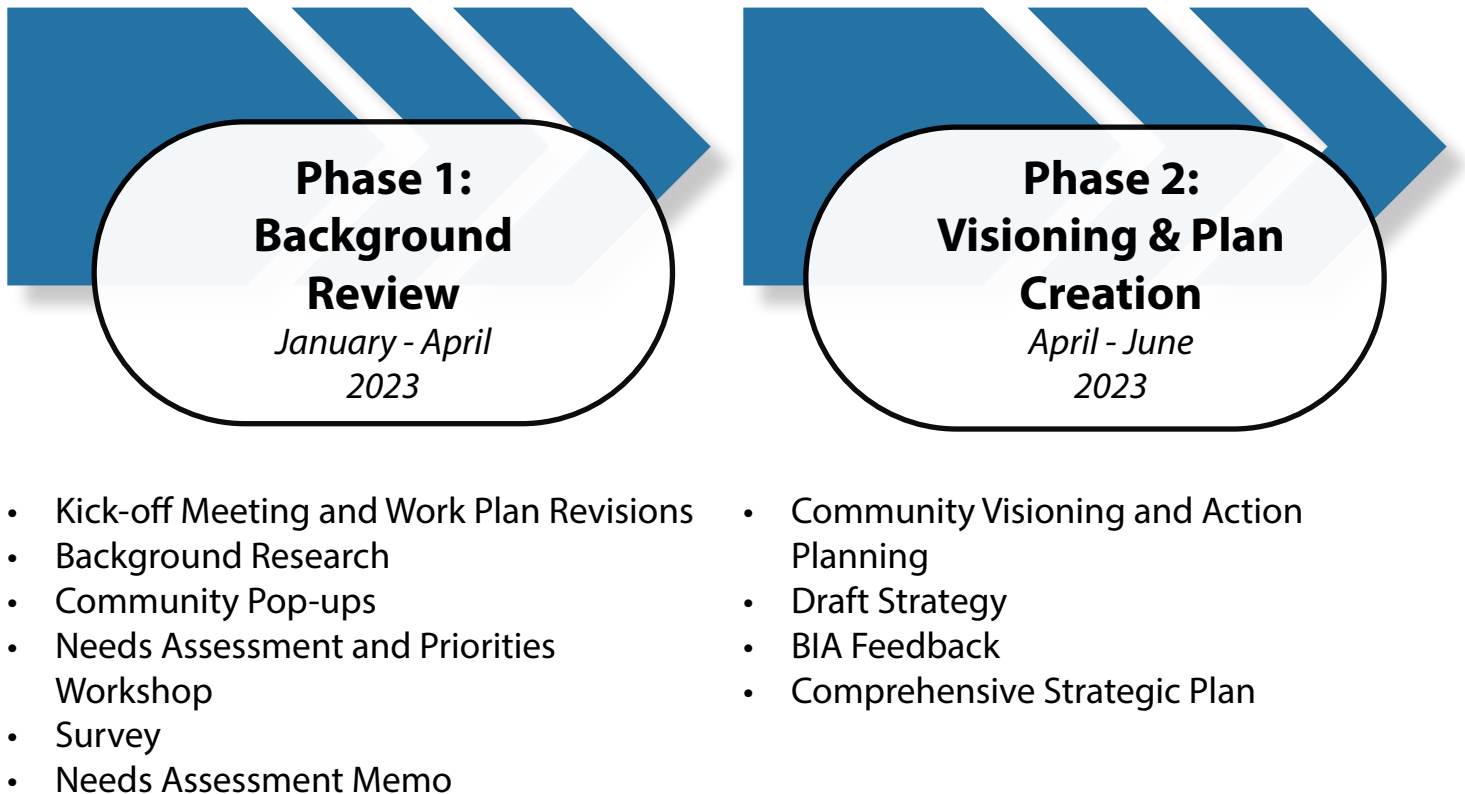 Phase 1:
Background
Review
January - April
2023
• Kick-off Meeting and Work Plan Revisions
• Background Research
• Community Pop-ups
• Needs Assessment and Priorities
Workshop
• Survey
• Needs Assessment Memo
Phase 2:
Visioning & Plan
Creation
April - June
2023
• Community Visioning and Action
Planning
• Draft Strategy
• BIA Feedback
• Comprehensive Strategic Plan